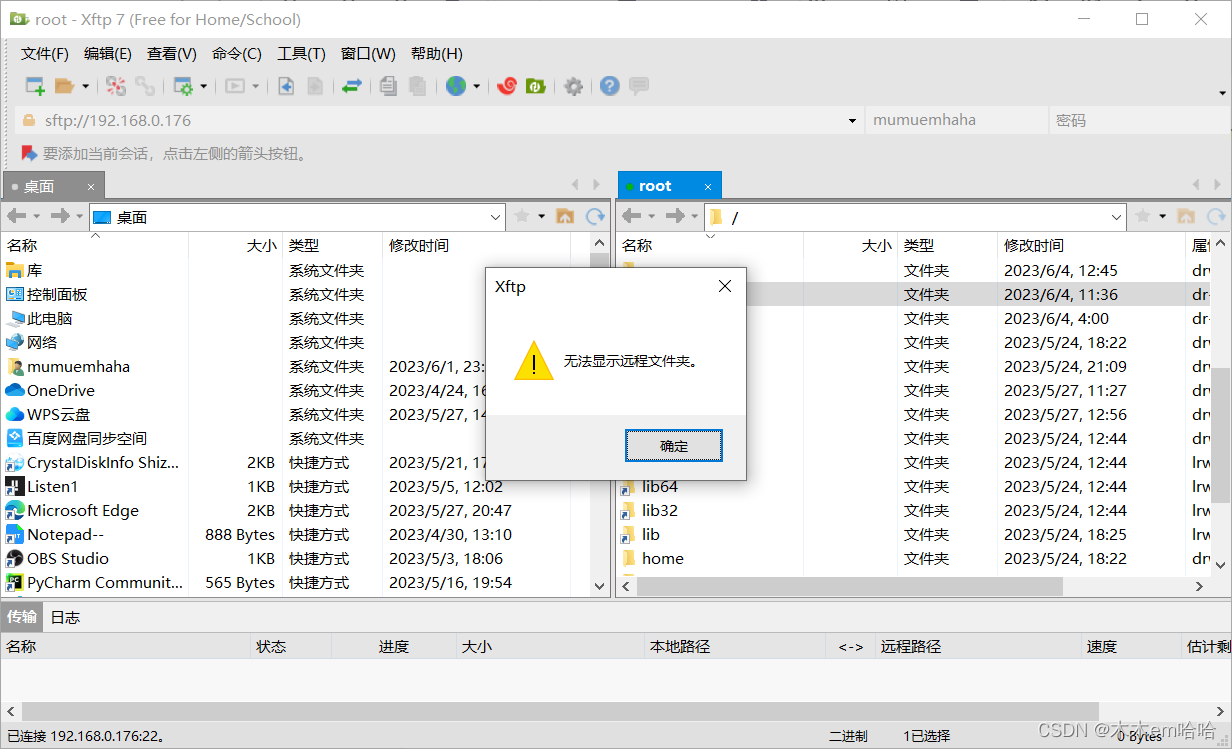 root - Xftp 7 (Free for Home/School)
文件(F) 编辑(E) 查看(V) 命令(C) 工具(T) 窗口(W) 帮助(H)
sftp://192.168.0.176 mumuemhaha 密码
要添加当前会话，点击左侧的箭头按钮。
桌面 × root ×
桌面 /
名称 大小 类型 修改时间 名称 大小 类型 修改时间 属
库 系统文件夹 文件夹 2023/6/4, 12:45 drv
控制面板 系统文件夹 文件夹 2023/6/4, 11:36 dr-
此电脑 系统文件夹 文件夹 2023/6/4, 4:00 dr-
网络 系统文件夹 文件夹 2023/5/24, 18:22 drv
mumuemhaha 系统文件夹 2023/6/1, 23: 文件夹 2023/5/24, 21:09 drv
OneDrive 系统文件夹 2023/4/24, 16 文件夹 2023/5/27, 11:27 drv
WPS云盘 系统文件夹 2023/5/27, 14 文件夹 2023/5/27, 12:56 drv
百度网盘同步空间 系统文件夹 文件夹 2023/5/24, 12:44 drv
CrystalDiskInfo Shiz... 2KB 快捷方式 2023/5/21, 17 文件夹 2023/5/24, 12:44 lrw
Listen1 1KB 快捷方式 2023/5/5, 12:02 lib64 文件夹 2023/5/24, 12:44 lrw
Microsoft Edge 2KB 快捷方式 2023/5/27, 20:47 lib32 文件夹 2023/5/24, 12:44 lrw
Notepad-- 888 Bytes 快捷方式 2023/4/30, 13:10 lib 文件夹 2023/5/24, 18:25 lrw
OBS Studio 1KB 快捷方式 2023/5/3, 18:06 home 文件夹 2023/5/24, 18:22 drv
PyCharm Communit... 565 Bytes 快捷方式 2023/5/16, 19:54
Xftp
无法显示远程文件夹。
确定
传输 日志
名称 状态 进度 大小 本地路径 <-> 远程路径 速度 估计剩
已连接 192.168.0.176:22。 二进制 1已选择 0 Bytes
CSDN @木木em哈哈